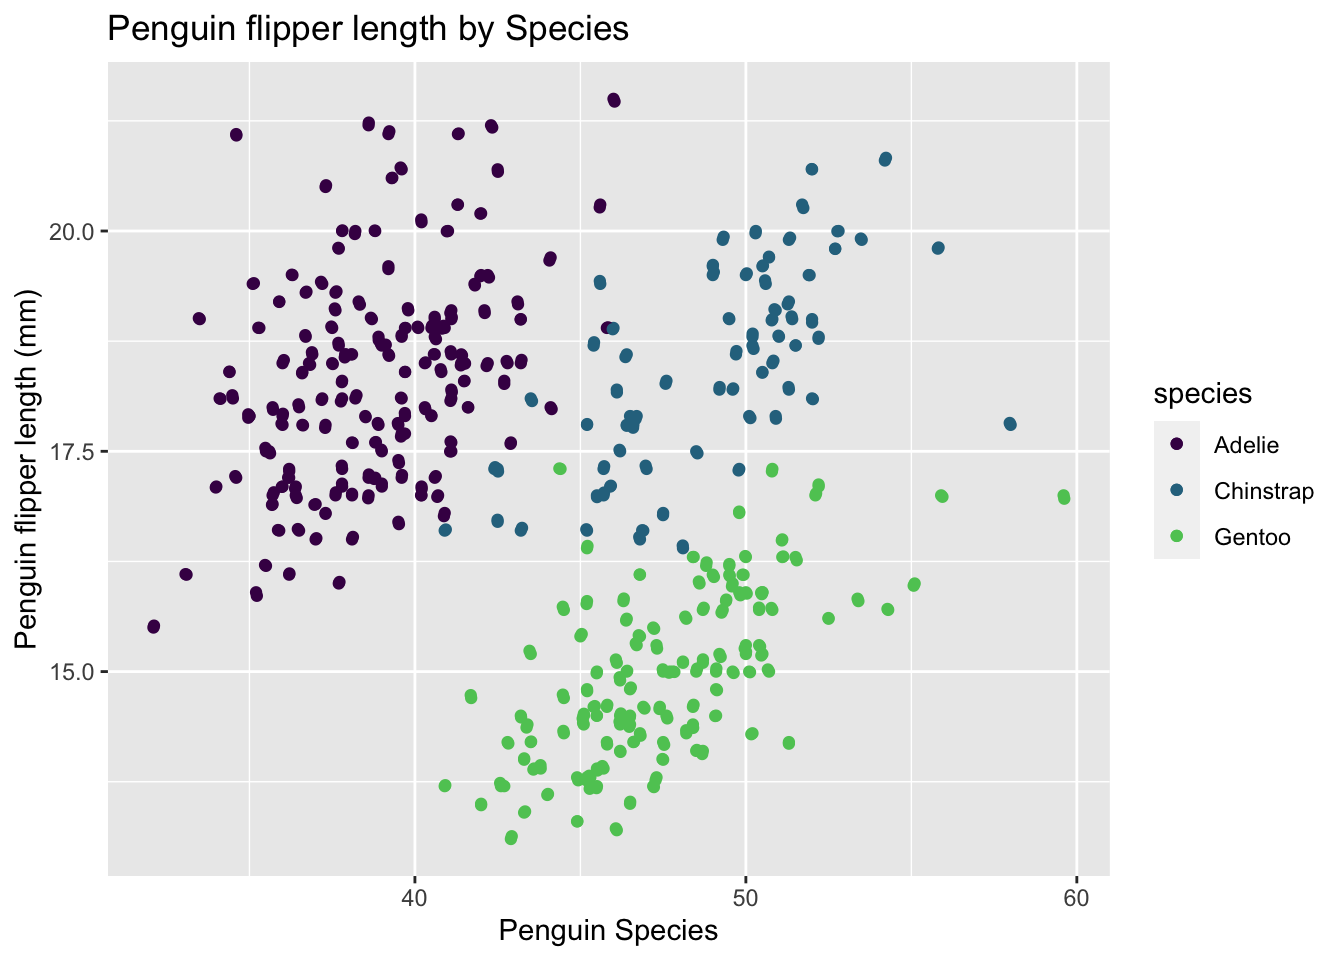 Penguin flipper length by Species
Penguin flipper length (mm)
20.0
17.5
15.0
40
50
60
Penguin Species
species
Adelie
Chinstrap
Gentoo